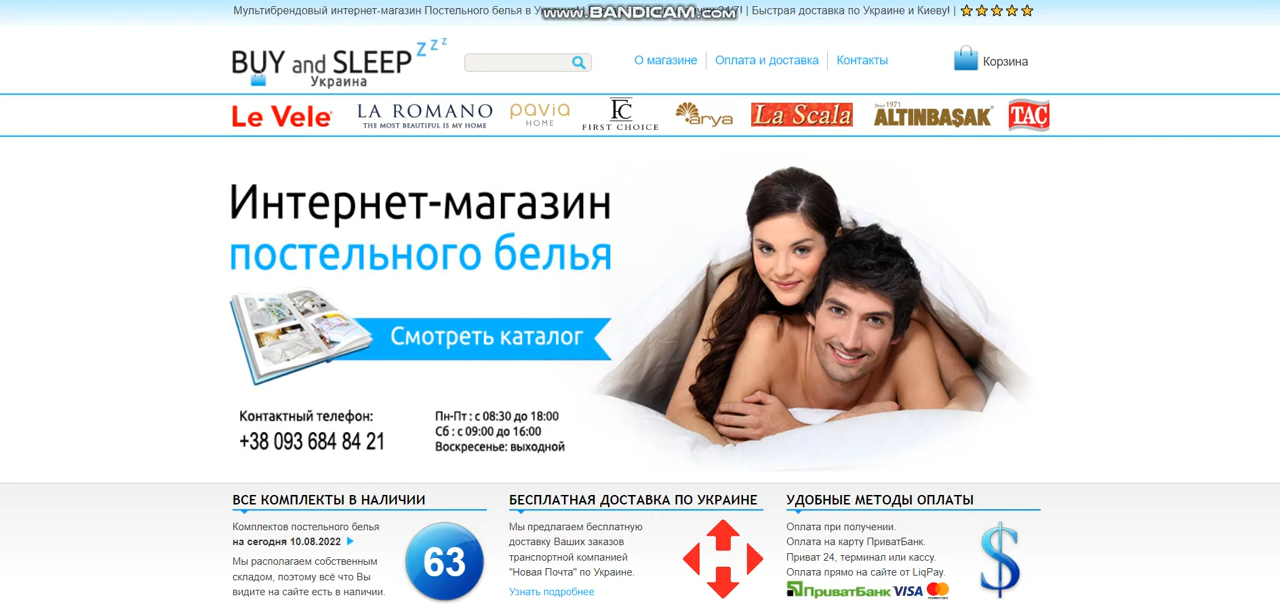 Мультибрендовый интернет-магазин Постельного белья в
www.BANDICAM.com
| Быстрая доставка по Украине и Киеву! |
BUY and SLEEP z z z
Украина
О магазине
Оплата и доставка
Контакты
Корзина
Le Vele
LA ROMANO
THE MOST BEAUTIFUL IS MY HOME
pavia
HOME
FC
FIRST CHOICE
arya
La Scala
Since 1971
ALTINBAŞAK
TAÇ
Интернет-магазин
постельного белья
Смотреть каталог
Контактный телефон:
+38 093 684 84 21
Пн-Пт : с 08:30 до 18:00
Сб : с 09:00 до 16:00
Воскресенье: выходной
ВСЕ КОМПЛЕКТЫ В НАЛИЧИИ
Комплектов постельного белья
на сегодня 10.08.2022
Мы располагаем собственным
складом, поэтому всё что Вы
видите на сайте есть в наличии.
63
БЕСПЛАТНАЯ ДОСТАВКА ПО УКРАИНЕ
Мы предлагаем бесплатную
доставку Ваших заказов
транспортной компанией
"Новая Почта" по Украине.
Узнать подробнее
УДОБНЫЕ МЕТОДЫ ОПЛАТЫ
Оплата при получении.
Оплата на карту ПриватБанк.
Приват 24, терминал или кассу.
Оплата прямо на сайте от LiqPay.
ПриватБанк VISA
$